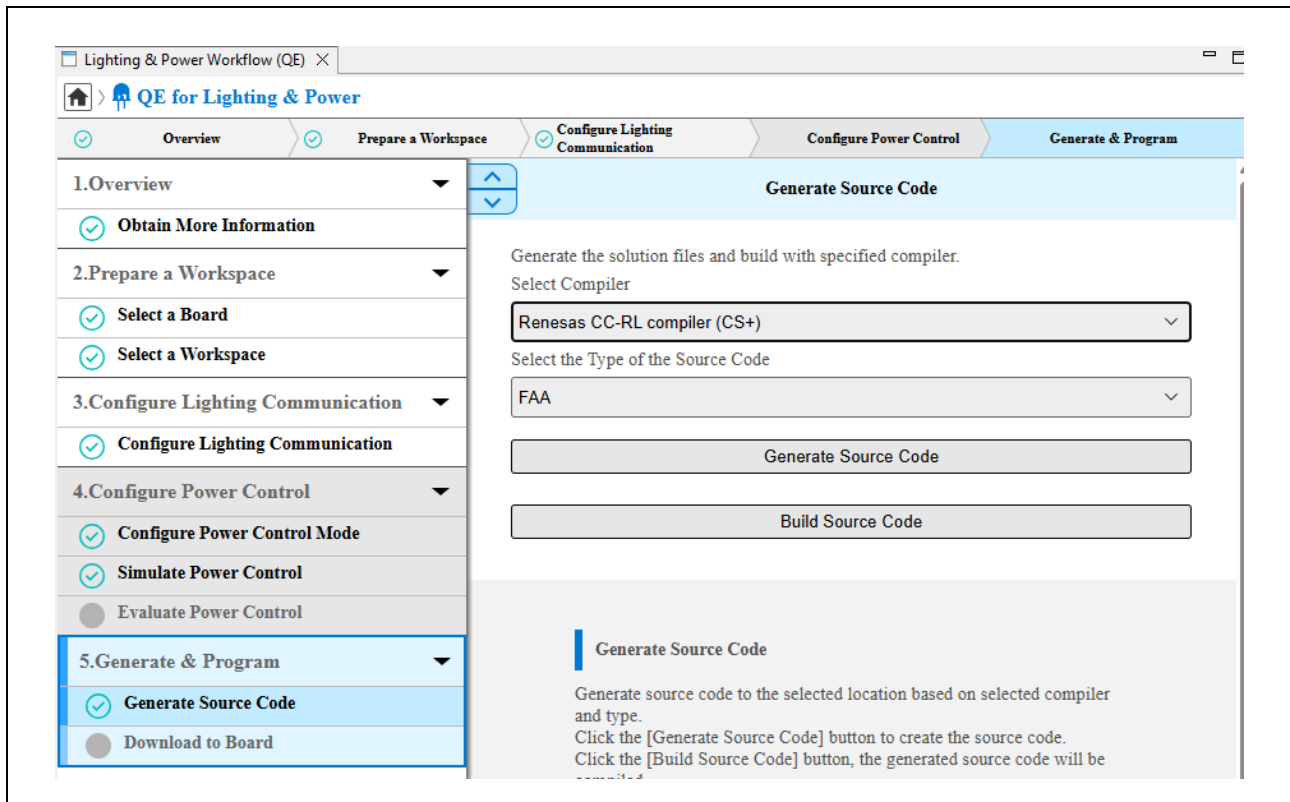 Lighting & Power Workflow (QE)
QE for Lighting & Power
Overview
Prepare a Workspace
Configure Lighting
Communication
Configure Power Control
Generate & Program
1.Overview
Obtain More Information
2.Prepare a Workspace
Select a Board
Select a Workspace
3.Configure Lighting Communication
Configure Lighting Communication
4.Configure Power Control
Configure Power Control Mode
Simulate Power Control
Evaluate Power Control
5.Generate & Program
Generate Source Code
Download to Board
Generate Source Code
Generate the solution files and build with specified compiler.
Select Compiler
Renesas CC-RL compiler (CS+)
Select the Type of the Source Code
FAA
Generate Source Code
Build Source Code
Generate Source Code
Generate source code to the selected location based on selected compiler
and type.
Click the [Generate Source Code] button to create the source code.
Click the [Build Source Code] button, the generated source code will be